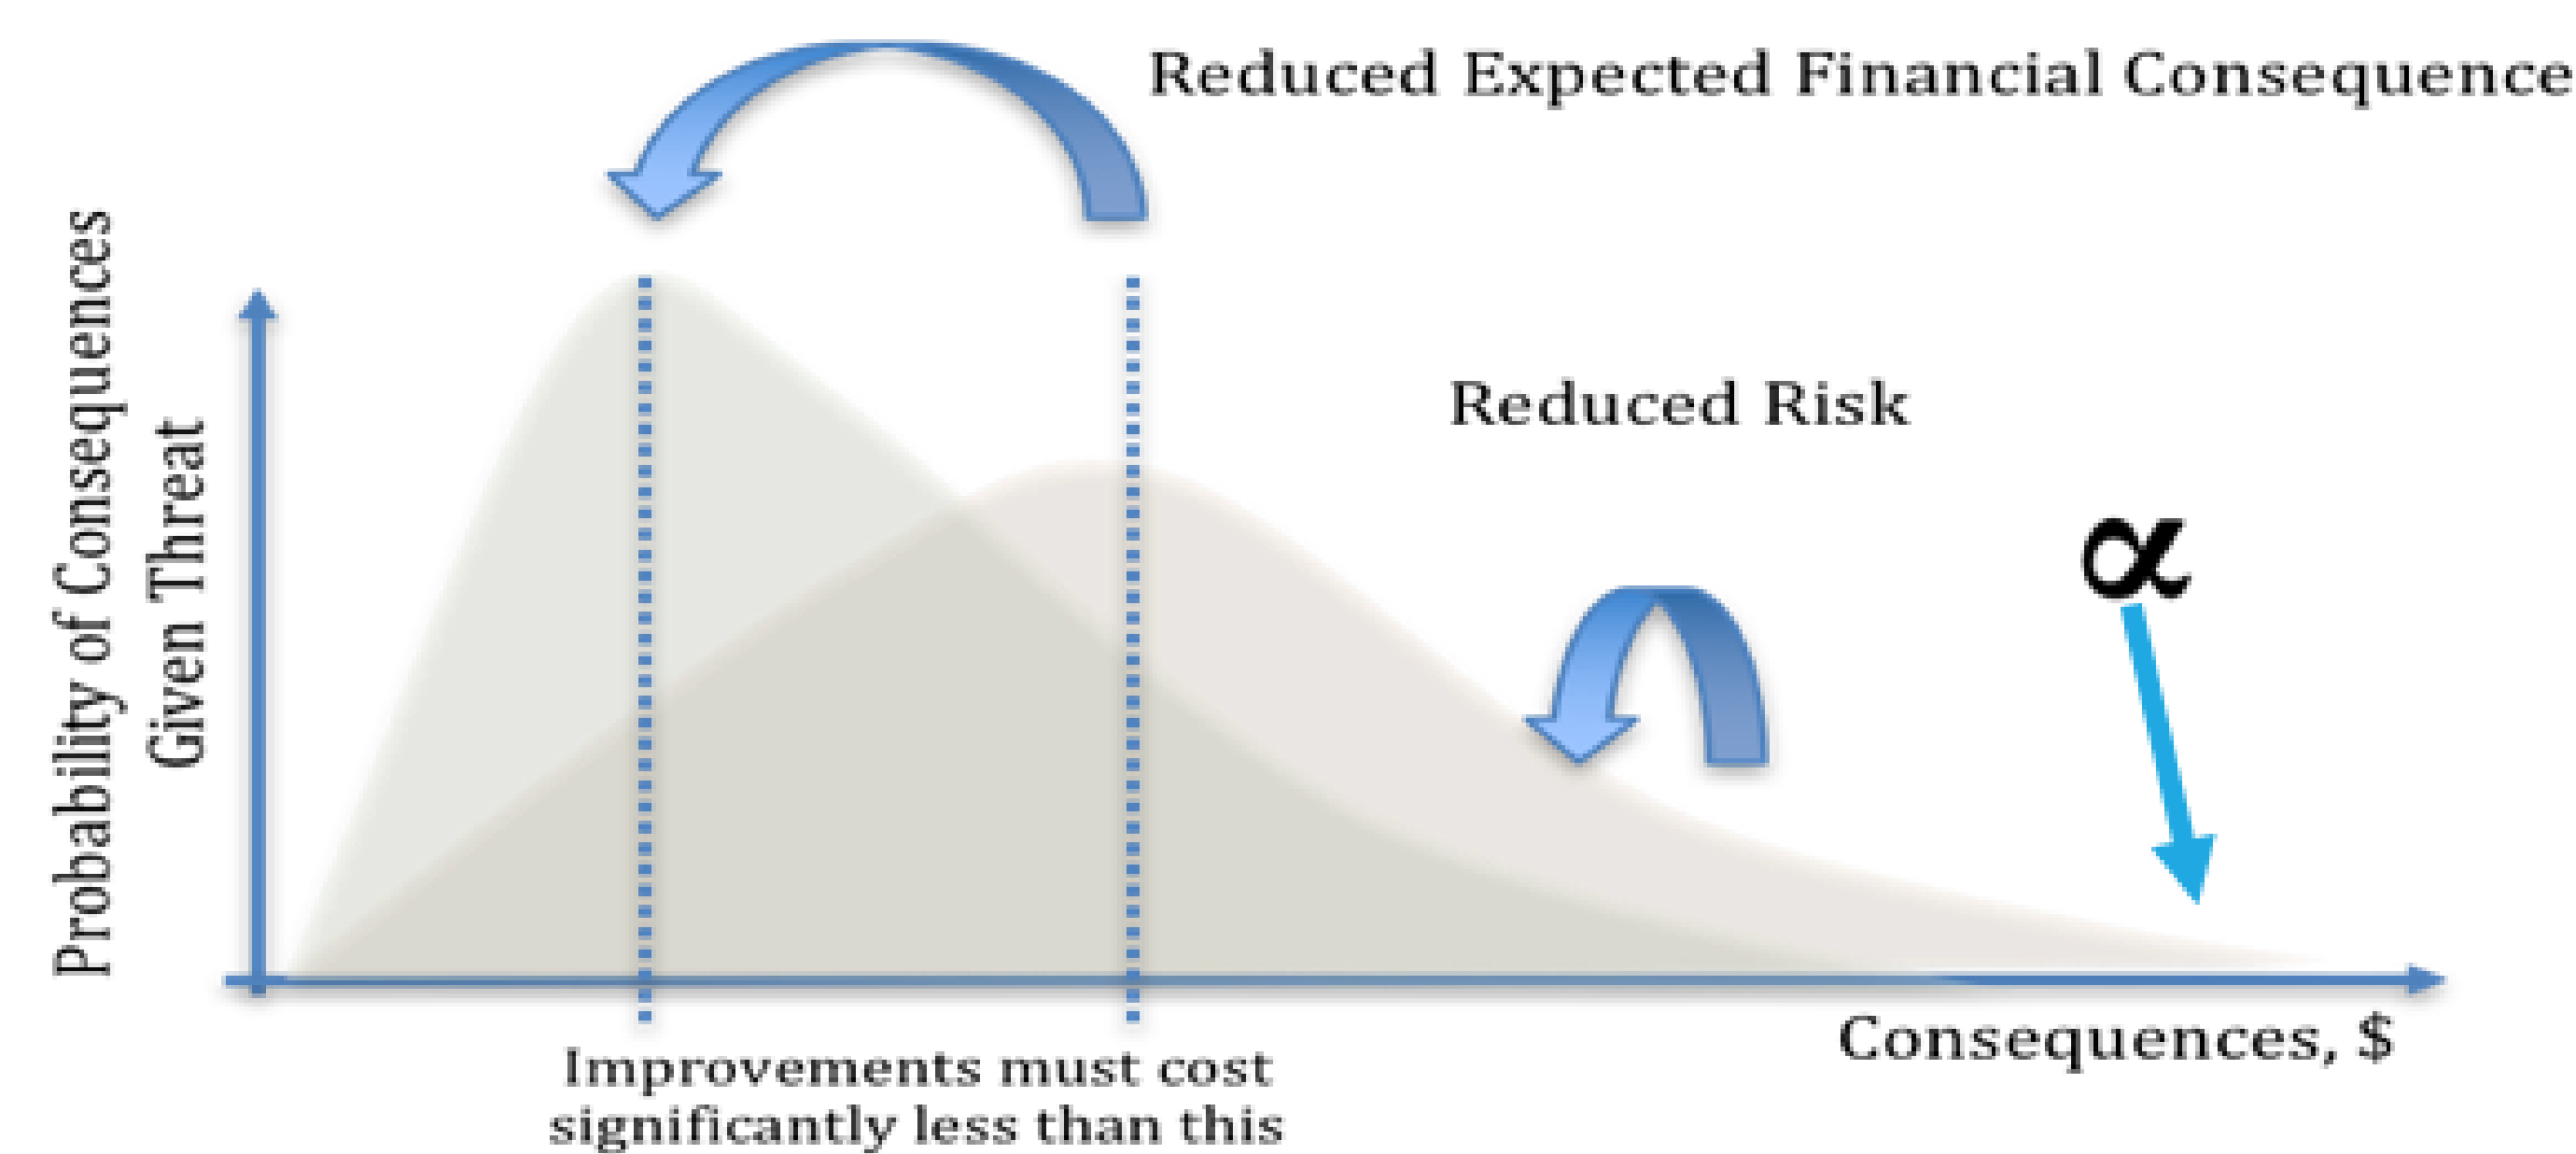 Reduced Expected Financial Consequence
Probability of Consequences
Given Threat
Reduced Risk
∝
Consequences, $
Improvements must cost
significantly less than this